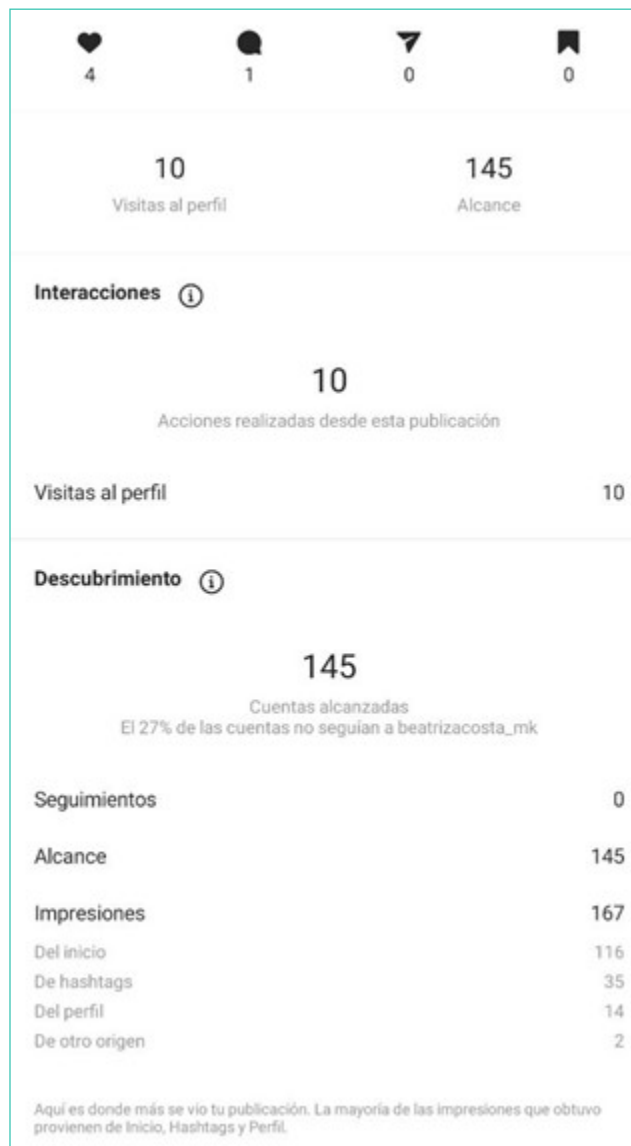 4 1 0 0
10 145
Visitas al perfil Alcance
Interacciones
10
Acciones realizadas desde esta publicación
Visitas al perfil 10
Descubrimiento
145
Cuentas alcanzadas
El 27% de las cuentas no seguían a beatrizacosta_mk
Seguimientos 0
Alcance 145
Impresiones 167
Del inicio 116
De hashtags 35
Del perfil 14
De otro origen 2
Aquí es donde más se vio tu publicación. La mayoría de las impresiones que obtuvo
provienen de Inicio, Hashtags y Perfil.